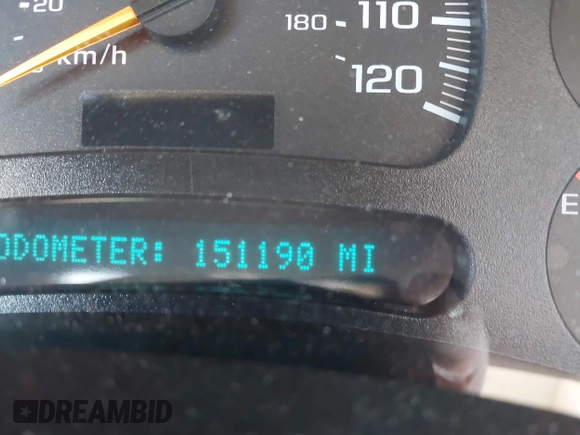 20
km/h
180
110
120
E
ODOMETER: 151190 MI
DREAMBID